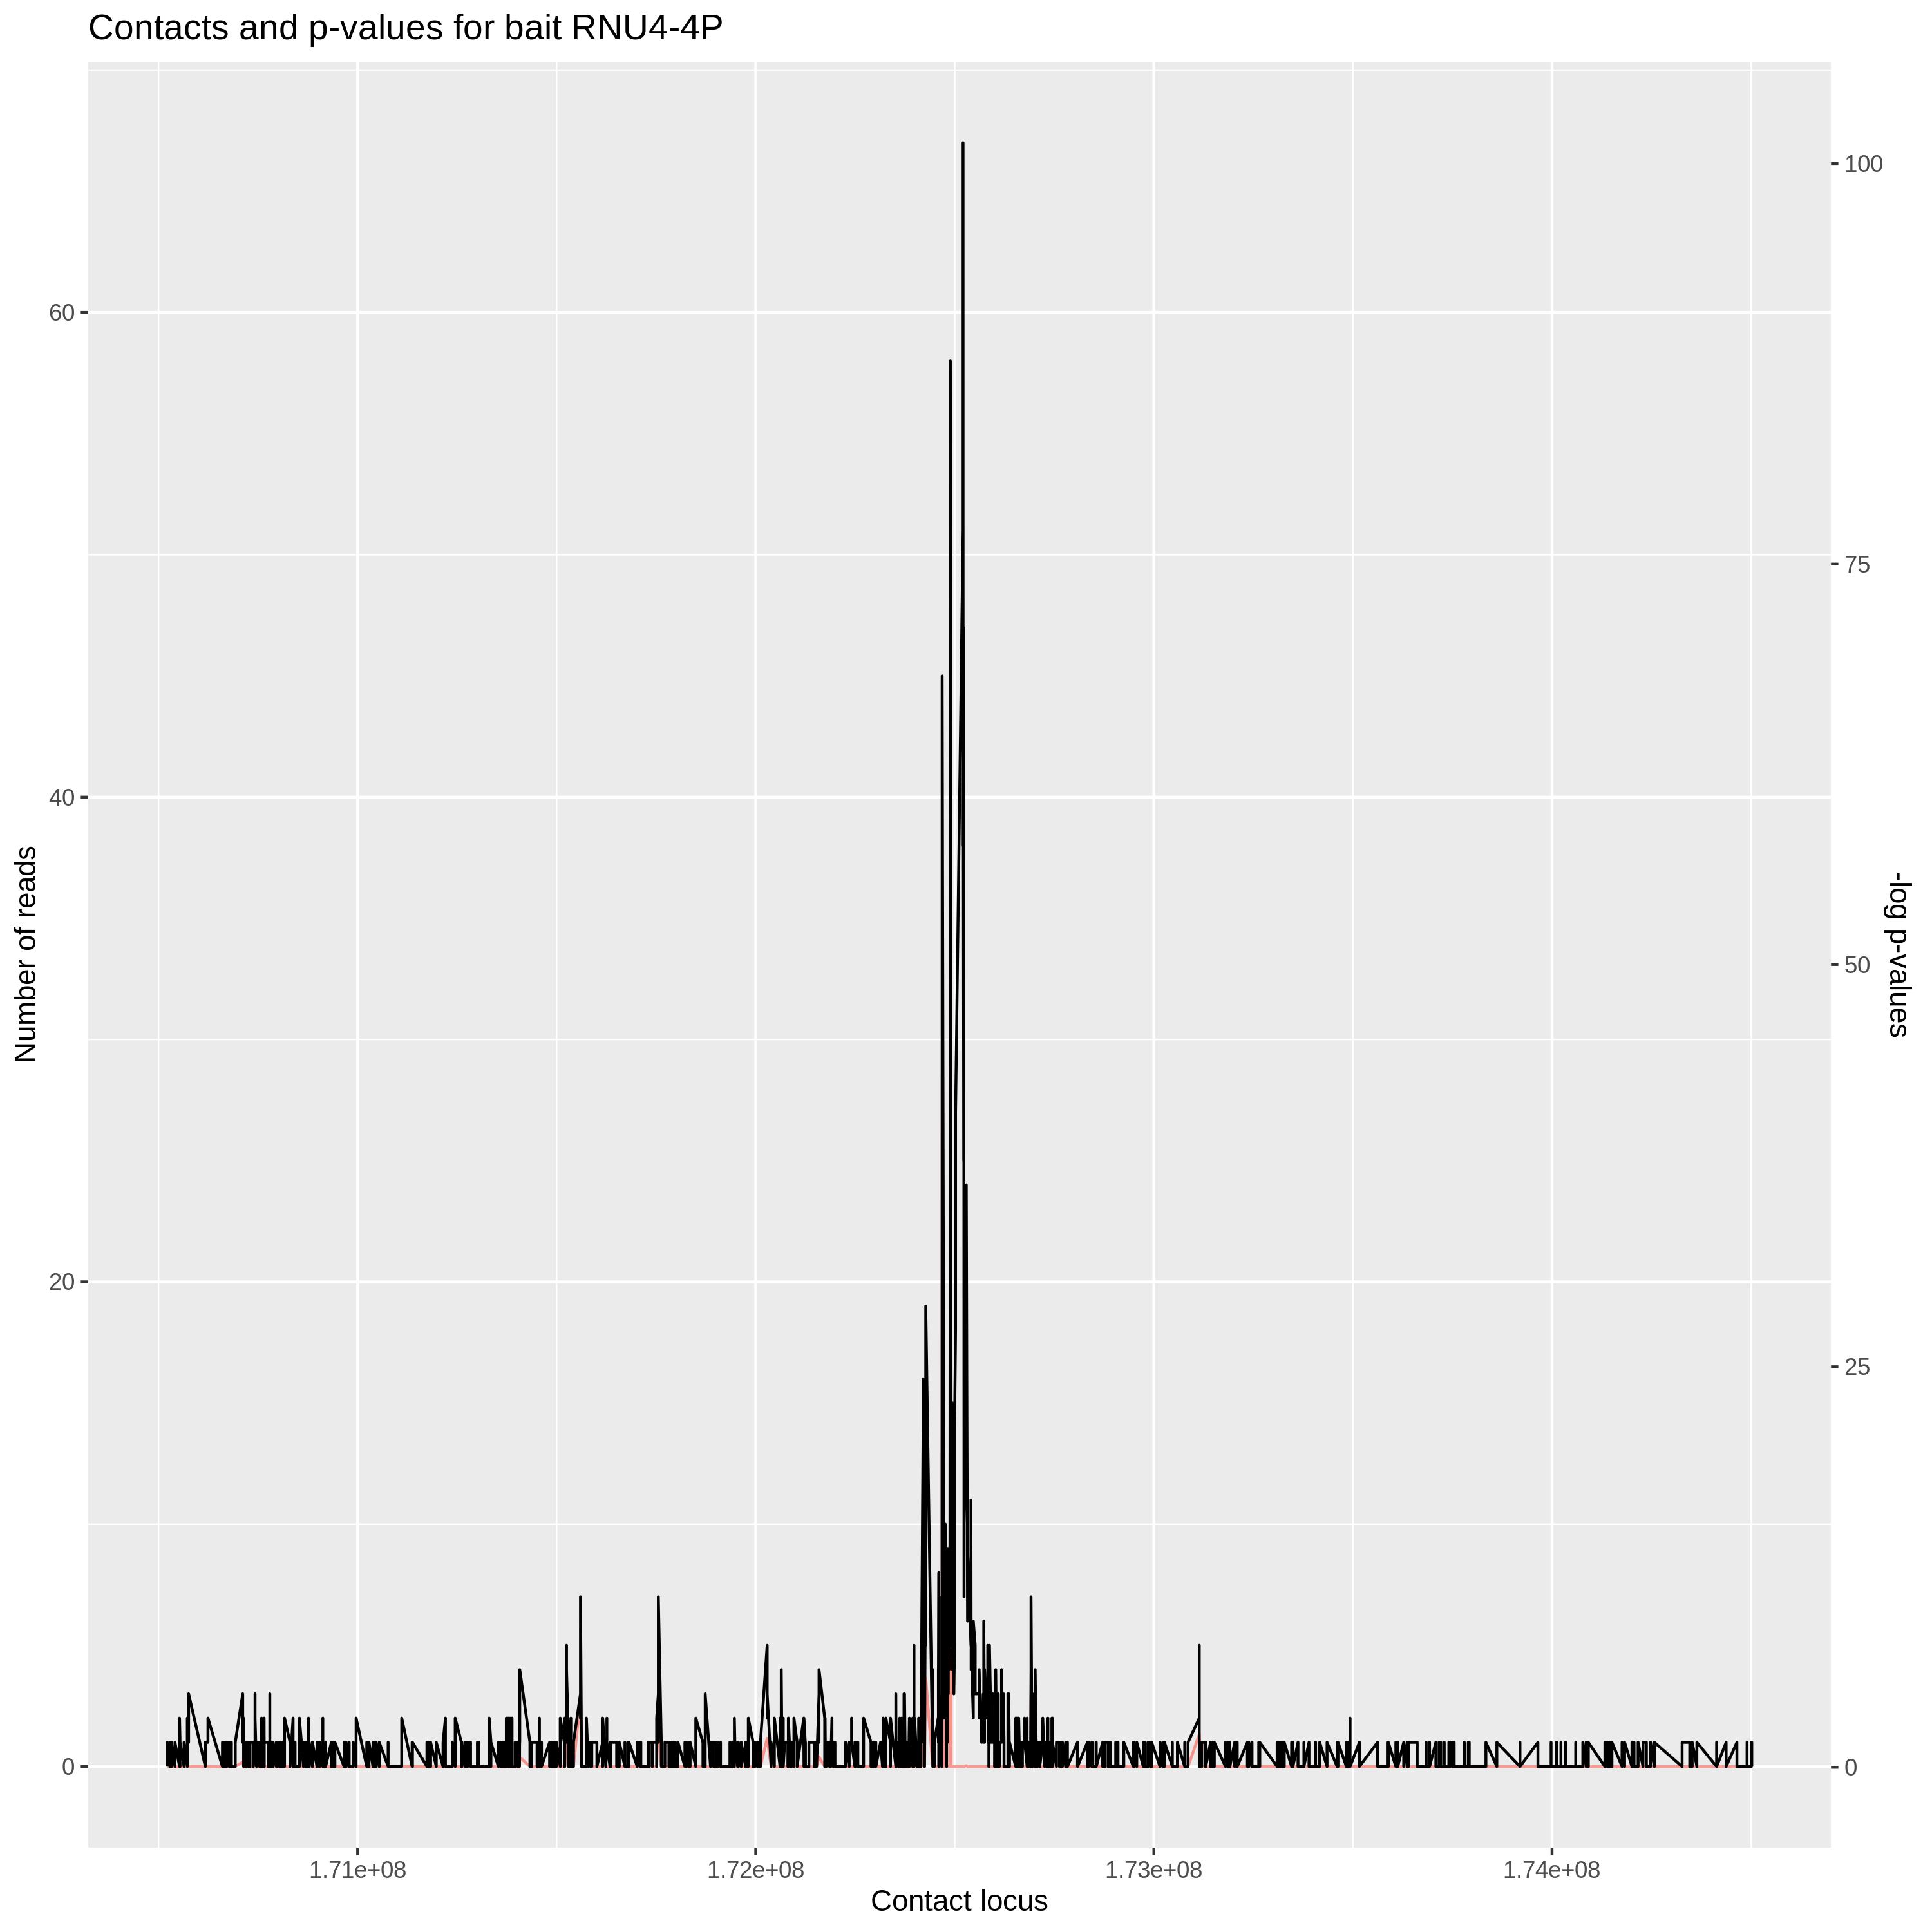 Contacts and p-values for bait RNU4-4P
Number of reads
60
40
20
0
100
75
50
25
0
-log p-values
1.71e+08
1.72e+08
1.73e+08
1.74e+08
Contact locus